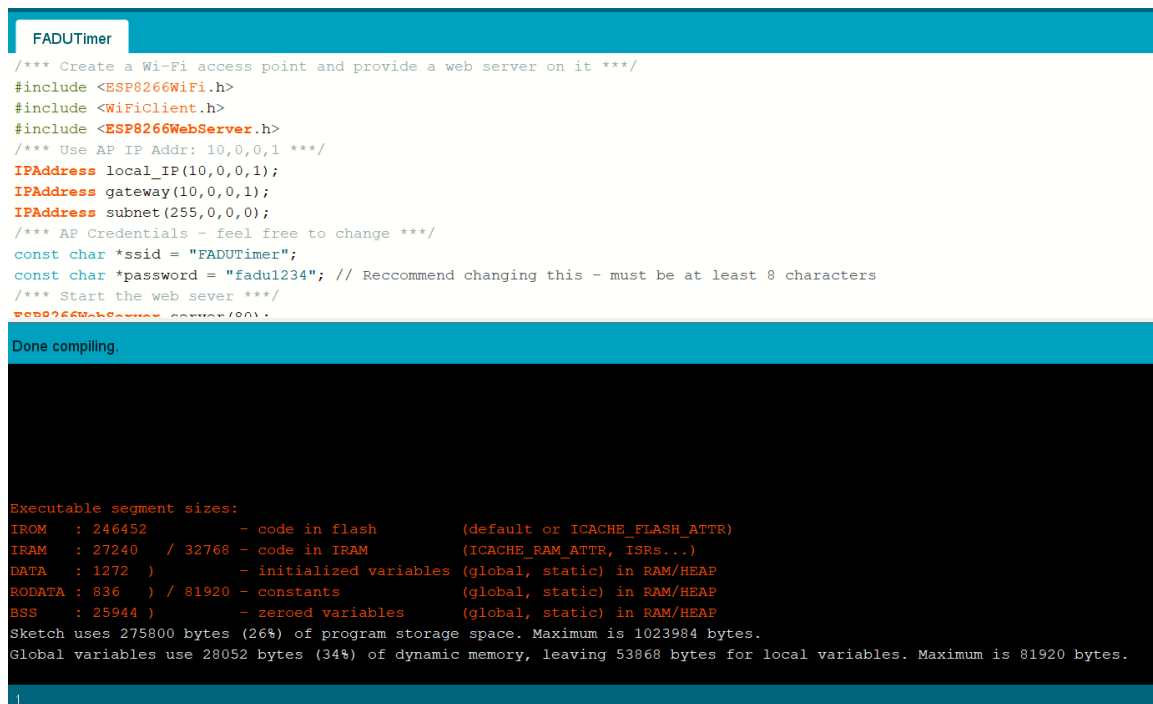 FADUTimer
/*** Create a Wi-Fi access point and provide a web server on it ***/
#include <ESP8266WiFi.h>
#include <WiFiClient.h>
#include <ESP8266WebServer.h>
/*** Use AP IP Addr: 10,0,0,1 ***/
IPAddress local_IP(10,0,0,1);
IPAddress gateway(10,0,0,1);
IPAddress subnet(255,0,0,0);
/*** AP Credentials - feel free to change ***/
const char *ssid = "FADUTimer";
const char *password = "fadu1234"; // Reccommend changing this - must be at least 8 characters
/*** Start the web sever ***/
ESP8266WebServer server(80);
Done compiling.
Executable segment sizes:
IROM   : 246452          - code in flash         (default or ICACHE_FLASH_ATTR)
IRAM   : 27240   / 32768 - code in IRAM          (ICACHE_RAM_ATTR, ISRs...)
DATA   : 1272  )         - initialized variables (global, static) in RAM/HEAP
RODATA : 836   ) / 81920 - constants             (global, static) in RAM/HEAP
BSS    : 25944 )         - zeroed variables      (global, static) in RAM/HEAP
Sketch uses 275800 bytes (26%) of program storage space. Maximum is 1023984 bytes.
Global variables use 28052 bytes (34%) of dynamic memory, leaving 53868 bytes for local variables. Maximum is 81920 bytes.
1